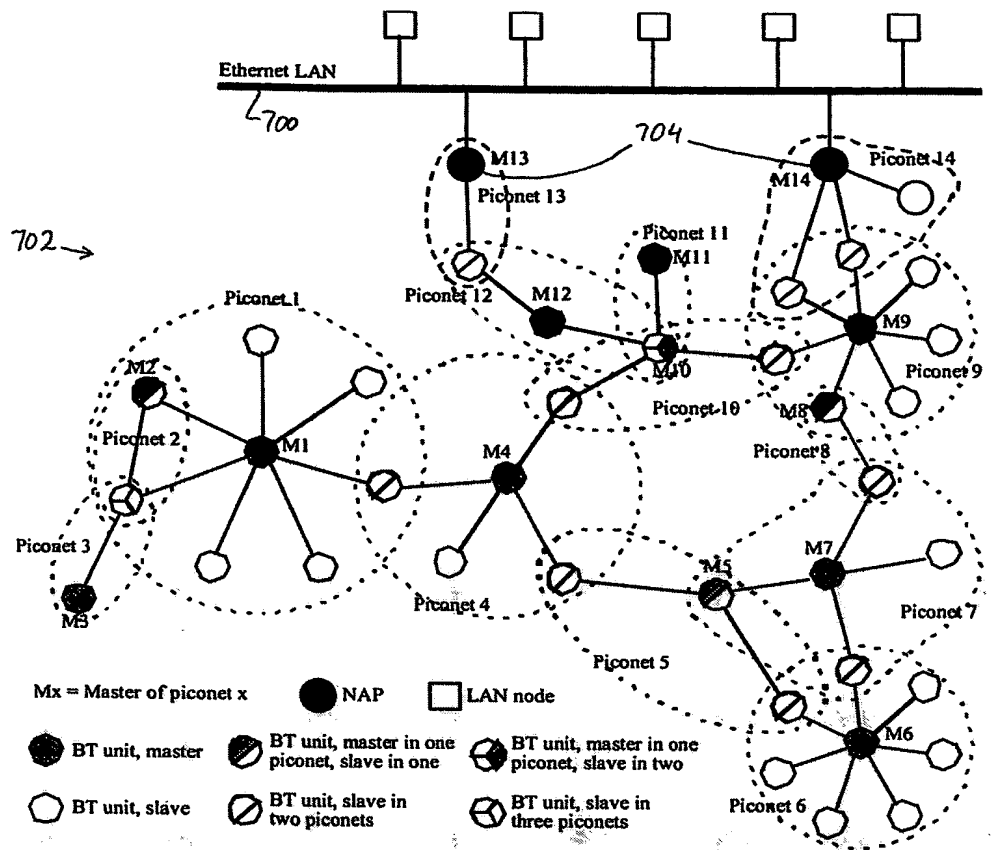 Ethernet LAN
700
704
M13
Piconet 13
M14
Piconet 14
702
Piconet 11
M11
Piconet 12
M12
Piconet 1
M9
M10
M2
Piconet 9
Piconet 10
M8
Piconet 2
M1
M4
Piconet 8
Piconet 3
M7
M5
Piconet 4
Piconet 7
M3
Piconet 5
Mx = Master of piconet x
NAP
LAN node
M6
BT unit, master
BT unit, master in one
piconet, slave in one
BT unit, master in one
piconet, slave in two
BT unit, slave
BT unit, slave in
two piconets
BT unit, slave in
three piconets
Piconet 6